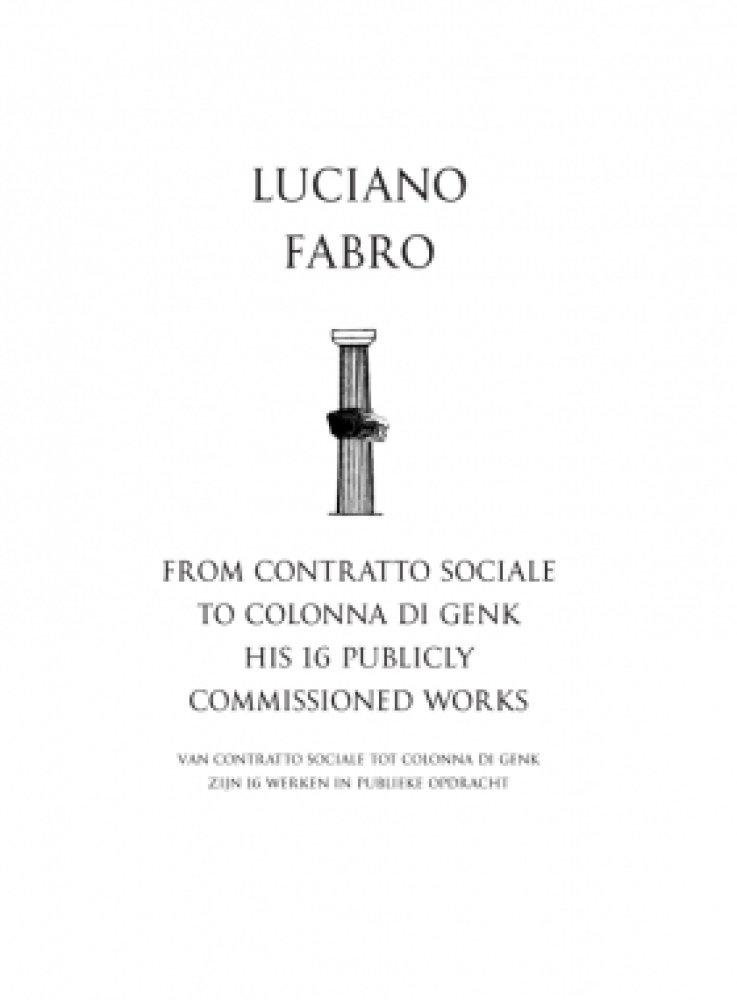 LUCIANO
FABRO
FROM CONTRATTO SOCIALE
TO COLONNA DI GENK
HIS 16 PUBLICLY
COMMISSIONED WORKS
VAN CONTRATTO SOCIALE TOT COLONNA DI GENK
ZIJN 16 WERKEN IN PUBLIEKE OPDRACHT